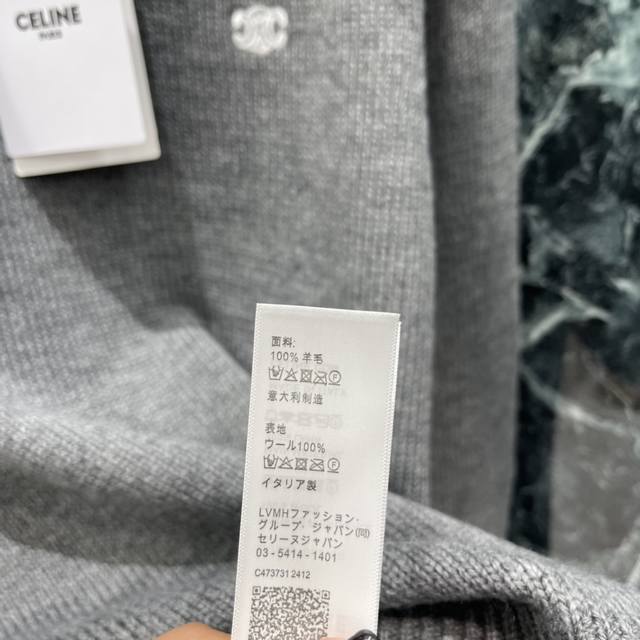 CELINE
PARIS
面料:
100% 羊毛
意大利制造
表地
ウール100%
イタリア製
LVMHファッション・
グループ・ジャパン(同)
セリーヌジャパン
03-5414-1401
C473731 2412